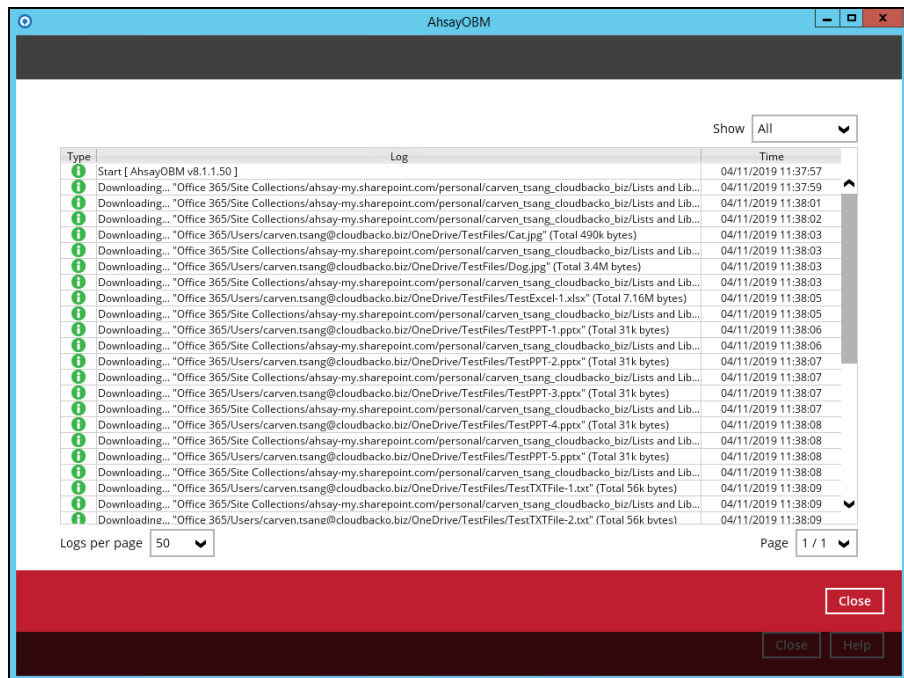 AhsayOBM
Show All
Type Log Time
Start [ AhsayOBM v8.1.1.50 ] 04/11/2019 11:37:57
Downloading... "Office 365/Site Collections/ahsay-my.sharepoint.com/personal/carven_tsang_cloudbacko_biz/Lists and Lib... 04/11/2019 11:37:59
Downloading... "Office 365/Site Collections/ahsay-my.sharepoint.com/personal/carven_tsang_cloudbacko_biz/Lists and Lib... 04/11/2019 11:38:01
Downloading... "Office 365/Site Collections/ahsay-my.sharepoint.com/personal/carven_tsang_cloudbacko_biz/Lists and Lib... 04/11/2019 11:38:02
Downloading... "Office 365/Users/carven.tsang@cloudbacko.biz/OneDrive/TestFiles/Cat.jpg" (Total 490k bytes) 04/11/2019 11:38:03
Downloading... "Office 365/Site Collections/ahsay-my.sharepoint.com/personal/carven_tsang_cloudbacko_biz/Lists and Lib... 04/11/2019 11:38:03
Downloading... "Office 365/Users/carven.tsang@cloudbacko.biz/OneDrive/TestFiles/Dog.jpg" (Total 3.4M bytes) 04/11/2019 11:38:03
Downloading... "Office 365/Site Collections/ahsay-my.sharepoint.com/personal/carven_tsang_cloudbacko_biz/Lists and Lib... 04/11/2019 11:38:03
Downloading... "Office 365/Users/carven.tsang@cloudbacko.biz/OneDrive/TestFiles/TestExcel-1.xlsx" (Total 7.16M bytes) 04/11/2019 11:38:05
Downloading... "Office 365/Site Collections/ahsay-my.sharepoint.com/personal/carven_tsang_cloudbacko_biz/Lists and Lib... 04/11/2019 11:38:05
Downloading... "Office 365/Users/carven.tsang@cloudbacko.biz/OneDrive/TestFiles/TestPPT-1.pptx" (Total 31k bytes) 04/11/2019 11:38:06
Downloading... "Office 365/Site Collections/ahsay-my.sharepoint.com/personal/carven_tsang_cloudbacko_biz/Lists and Lib... 04/11/2019 11:38:06
Downloading... "Office 365/Users/carven.tsang@cloudbacko.biz/OneDrive/TestFiles/TestPPT-2.pptx" (Total 31k bytes) 04/11/2019 11:38:07
Downloading... "Office 365/Site Collections/ahsay-my.sharepoint.com/personal/carven_tsang_cloudbacko_biz/Lists and Lib... 04/11/2019 11:38:07
Downloading... "Office 365/Users/carven.tsang@cloudbacko.biz/OneDrive/TestFiles/TestPPT-3.pptx" (Total 31k bytes) 04/11/2019 11:38:07
Downloading... "Office 365/Site Collections/ahsay-my.sharepoint.com/personal/carven_tsang_cloudbacko_biz/Lists and Lib... 04/11/2019 11:38:07
Downloading... "Office 365/Users/carven.tsang@cloudbacko.biz/OneDrive/TestFiles/TestPPT-4.pptx" (Total 31k bytes) 04/11/2019 11:38:08
Downloading... "Office 365/Site Collections/ahsay-my.sharepoint.com/personal/carven_tsang_cloudbacko_biz/Lists and Lib... 04/11/2019 11:38:08
Downloading... "Office 365/Users/carven.tsang@cloudbacko.biz/OneDrive/TestFiles/TestPPT-5.pptx" (Total 31k bytes) 04/11/2019 11:38:08
Downloading... "Office 365/Site Collections/ahsay-my.sharepoint.com/personal/carven_tsang_cloudbacko_biz/Lists and Lib... 04/11/2019 11:38:08
Downloading... "Office 365/Users/carven.tsang@cloudbacko.biz/OneDrive/TestFiles/TestTXTFile-1.txt" (Total 56k bytes) 04/11/2019 11:38:09
Downloading... "Office 365/Site Collections/ahsay-my.sharepoint.com/personal/carven_tsang_cloudbacko_biz/Lists and Lib... 04/11/2019 11:38:09
Downloading... "Office 365/Users/carven.tsang@cloudbacko.biz/OneDrive/TestFiles/TestTXTFile-2.txt" (Total 56k bytes) 04/11/2019 11:38:09
Logs per page 50 Page 1 / 1
Close
Close Help